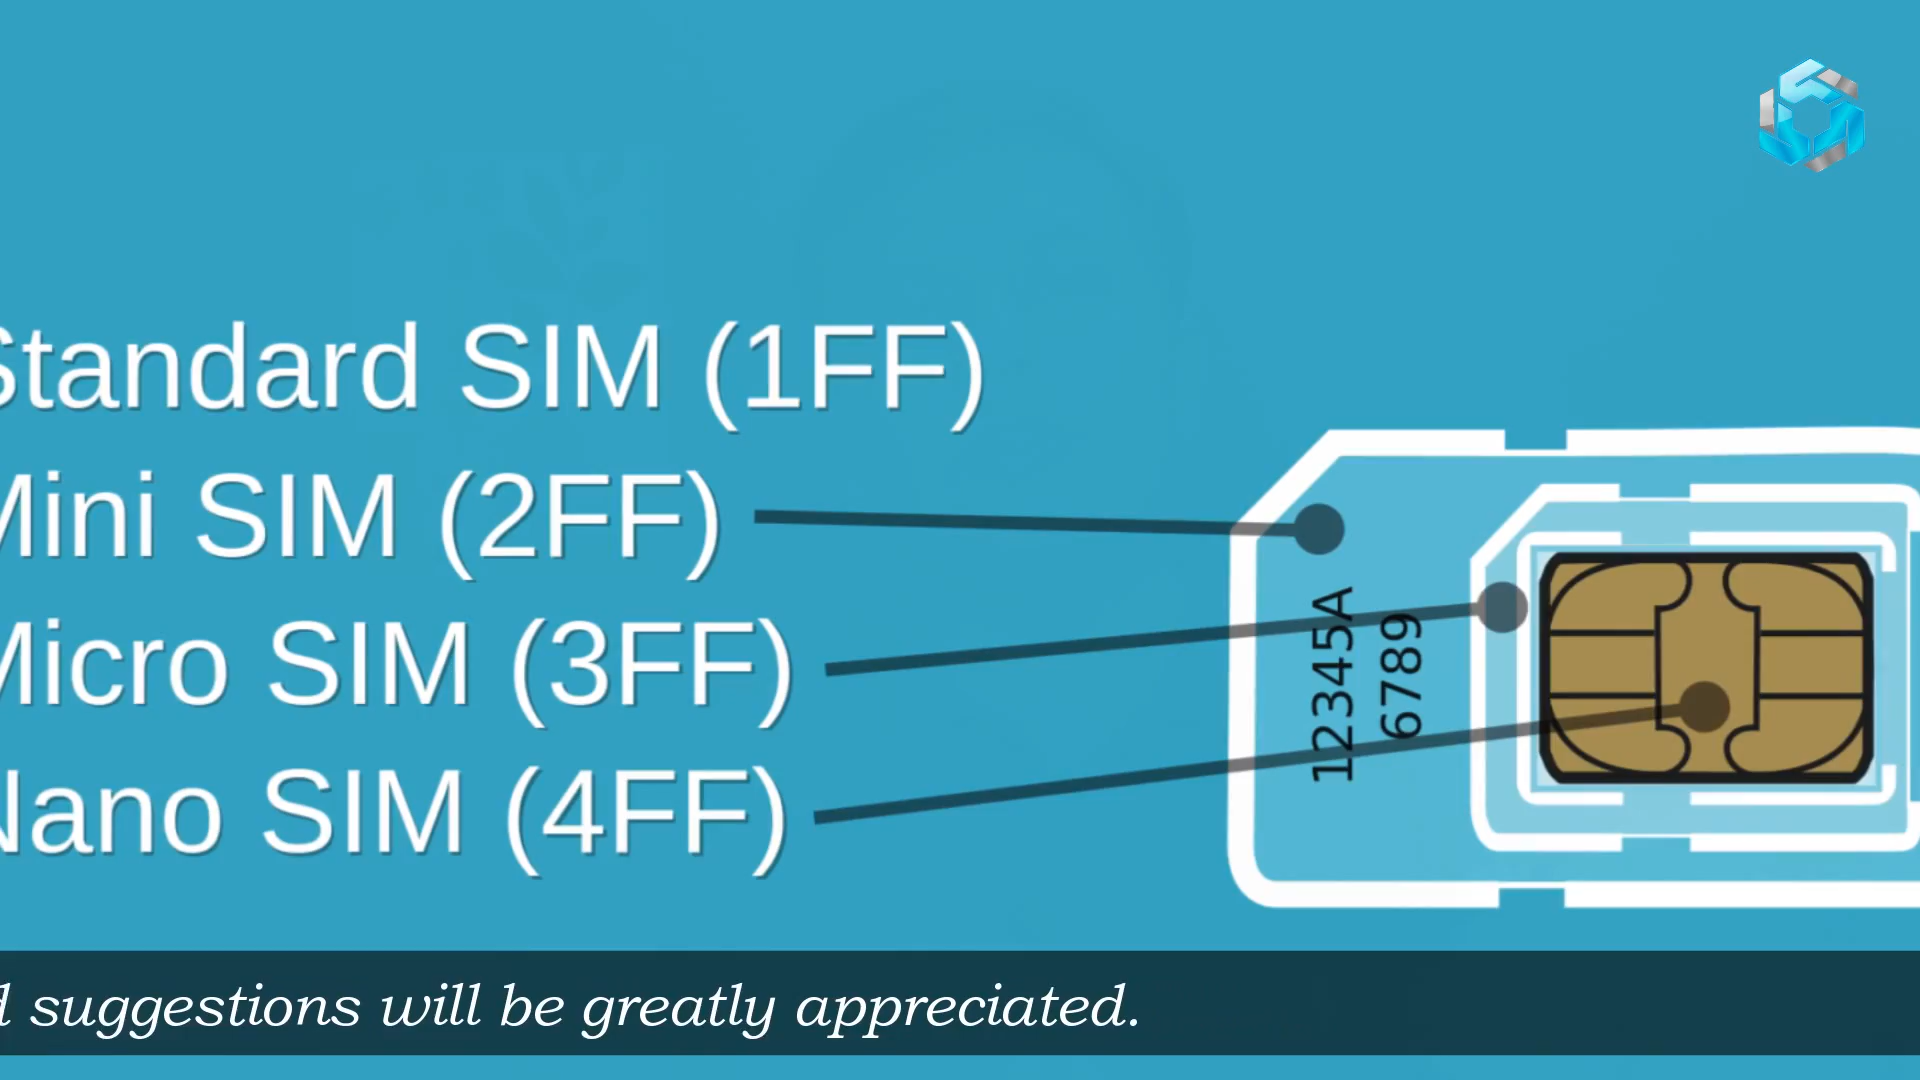 Standard SIM (1FF)
Mini SIM (2FF)
Micro SIM (3FF)
Nano SIM (4FF)
12345A
6789
suggestions will be greatly appreciated.